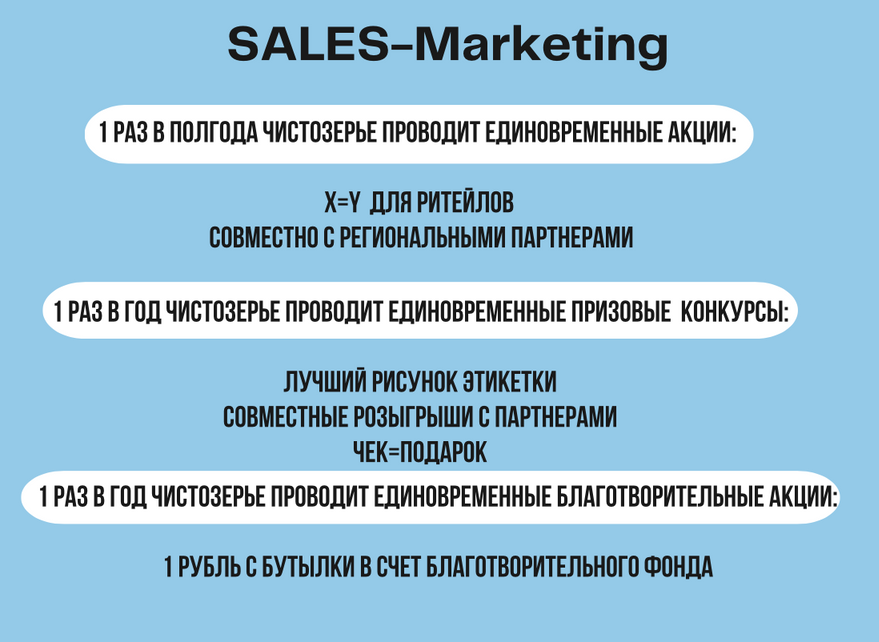 SALES–Marketing
1 РАЗ В ПОЛГОДА ЧИСТОЗЕРЬЕ ПРОВОДИТ ЕДИНОВРЕМЕННЫЕ АКЦИИ:
X=Y ДЛЯ РИТЕЙЛОВ
СОВМЕСТНО С РЕГИОНАЛЬНЫМИ ПАРТНЕРАМИ
1 РАЗ В ГОД ЧИСТОЗЕРЬЕ ПРОВОДИТ ЕДИНОВРЕМЕННЫЕ ПРИЗОВЫЕ КОНКУРСЫ:
ЛУЧШИЙ РИСУНОК ЭТИКЕТКИ
СОВМЕСТНЫЕ РОЗЫГРЫШИ С ПАРТНЕРАМИ
ЧЕК=ПОДАРОК
1 РАЗ В ГОД ЧИСТОЗЕРЬЕ ПРОВОДИТ ЕДИНОВРЕМЕННЫЕ БЛАГОТВОРИТЕЛЬНЫЕ АКЦИИ:
1 РУБЛЬ С БУТЫЛКИ В СЧЕТ БЛАГОТВОРИТЕЛЬНОГО ФОНДА